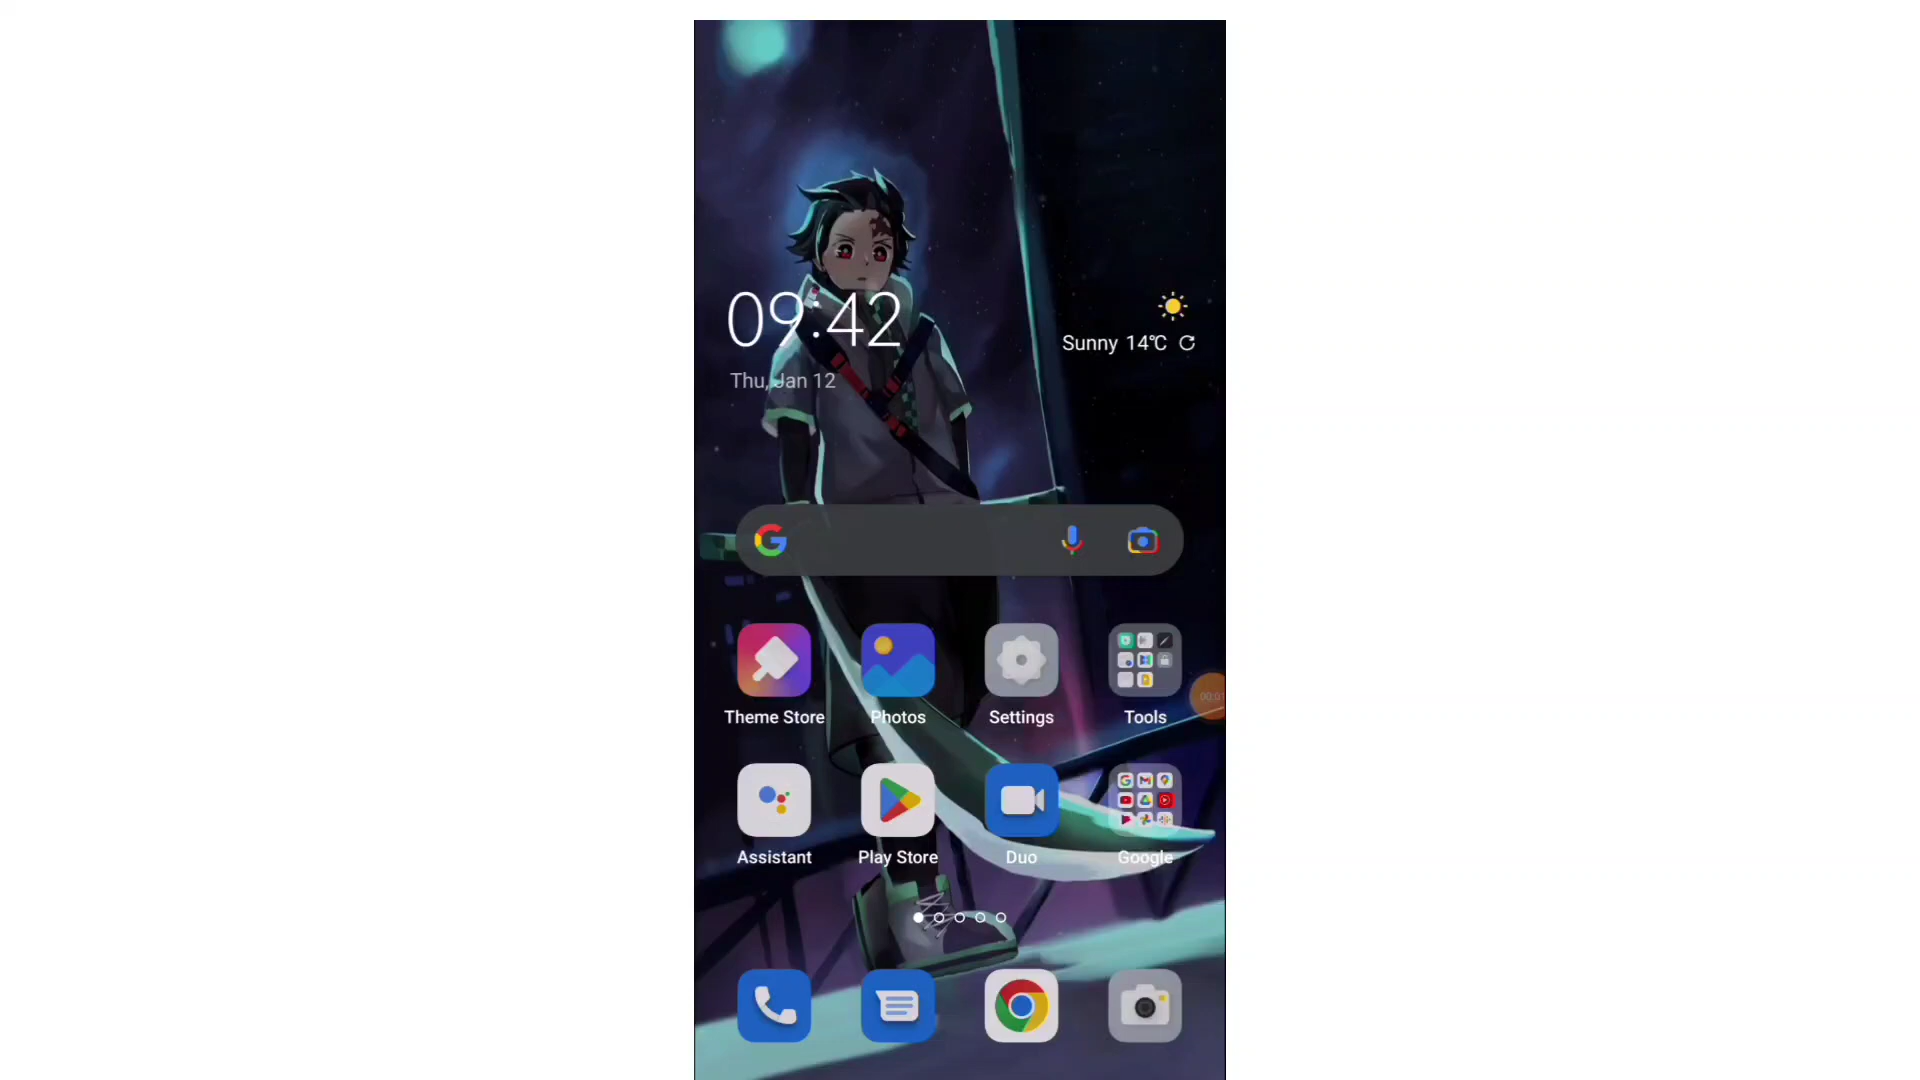 09:42
Sunny 14℃
Thu, Jan 12
Theme Store
Photos
Settings
Tools
Assistant
Play Store
Duo
Google